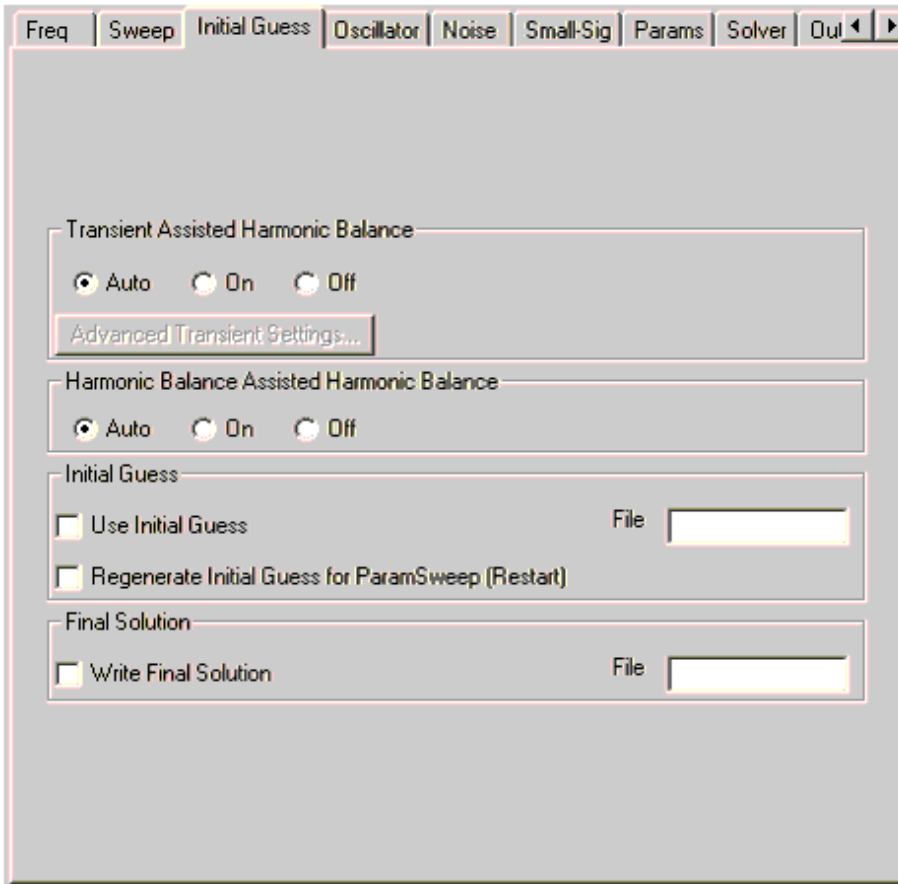 Freq Sweep Initial Guess Oscillator Noise Small-Sig Params Solver
Transient Assisted Harmonic Balance
Auto On Off
Advanced Transient Settings...
Harmonic Balance Assisted Harmonic Balance
Auto On Off
Initial Guess
Use Initial Guess File
Regenerate Initial Guess for ParamSweep (Restart)
Final Solution
Write Final Solution File